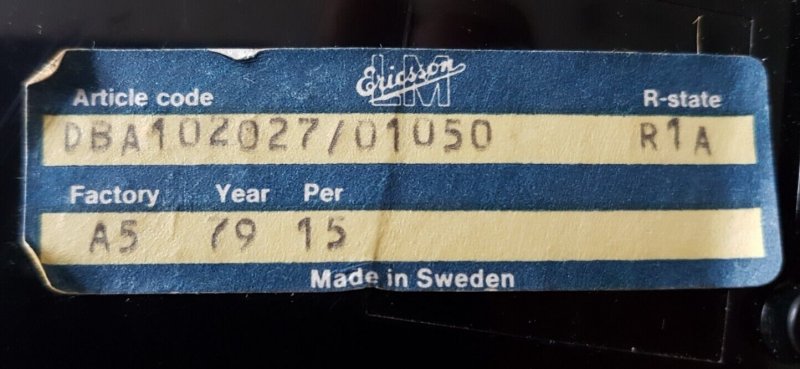 LM Ericsson
Article code R-state
DBA102027/01050 R1A
Factory Year Per
A5 79 15
Made in Sweden